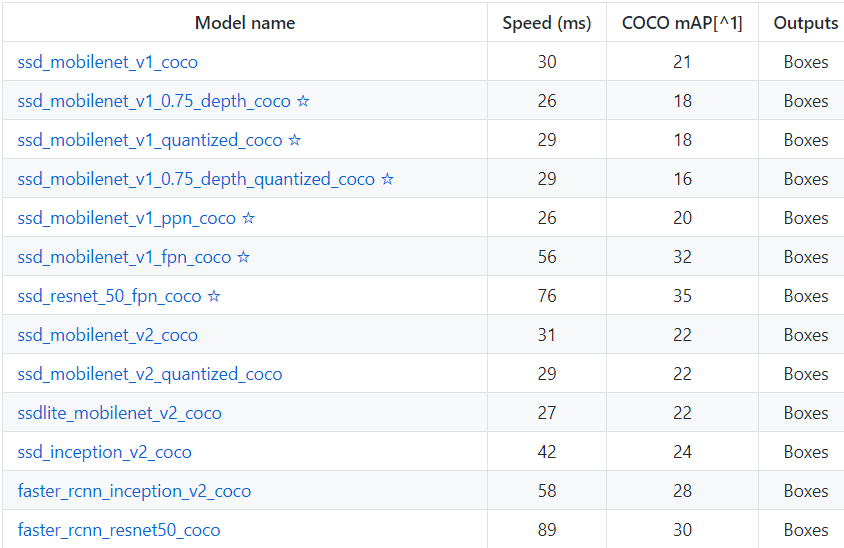 Model name Speed (ms) COCO mAP[^1] Outputs
ssd_mobilenet_v1_coco 30 21 Boxes
ssd_mobilenet_v1_0.75_depth_coco ☆ 26 18 Boxes
ssd_mobilenet_v1_quantized_coco ☆ 29 18 Boxes
ssd_mobilenet_v1_0.75_depth_quantized_coco ☆ 29 16 Boxes
ssd_mobilenet_v1_ppn_coco ☆ 26 20 Boxes
ssd_mobilenet_v1_fpn_coco ☆ 56 32 Boxes
ssd_resnet_50_fpn_coco ☆ 76 35 Boxes
ssd_mobilenet_v2_coco 31 22 Boxes
ssd_mobilenet_v2_quantized_coco 29 22 Boxes
ssdlite_mobilenet_v2_coco 27 22 Boxes
ssd_inception_v2_coco 42 24 Boxes
faster_rcnn_inception_v2_coco 58 28 Boxes
faster_rcnn_resnet50_coco 89 30 Boxes